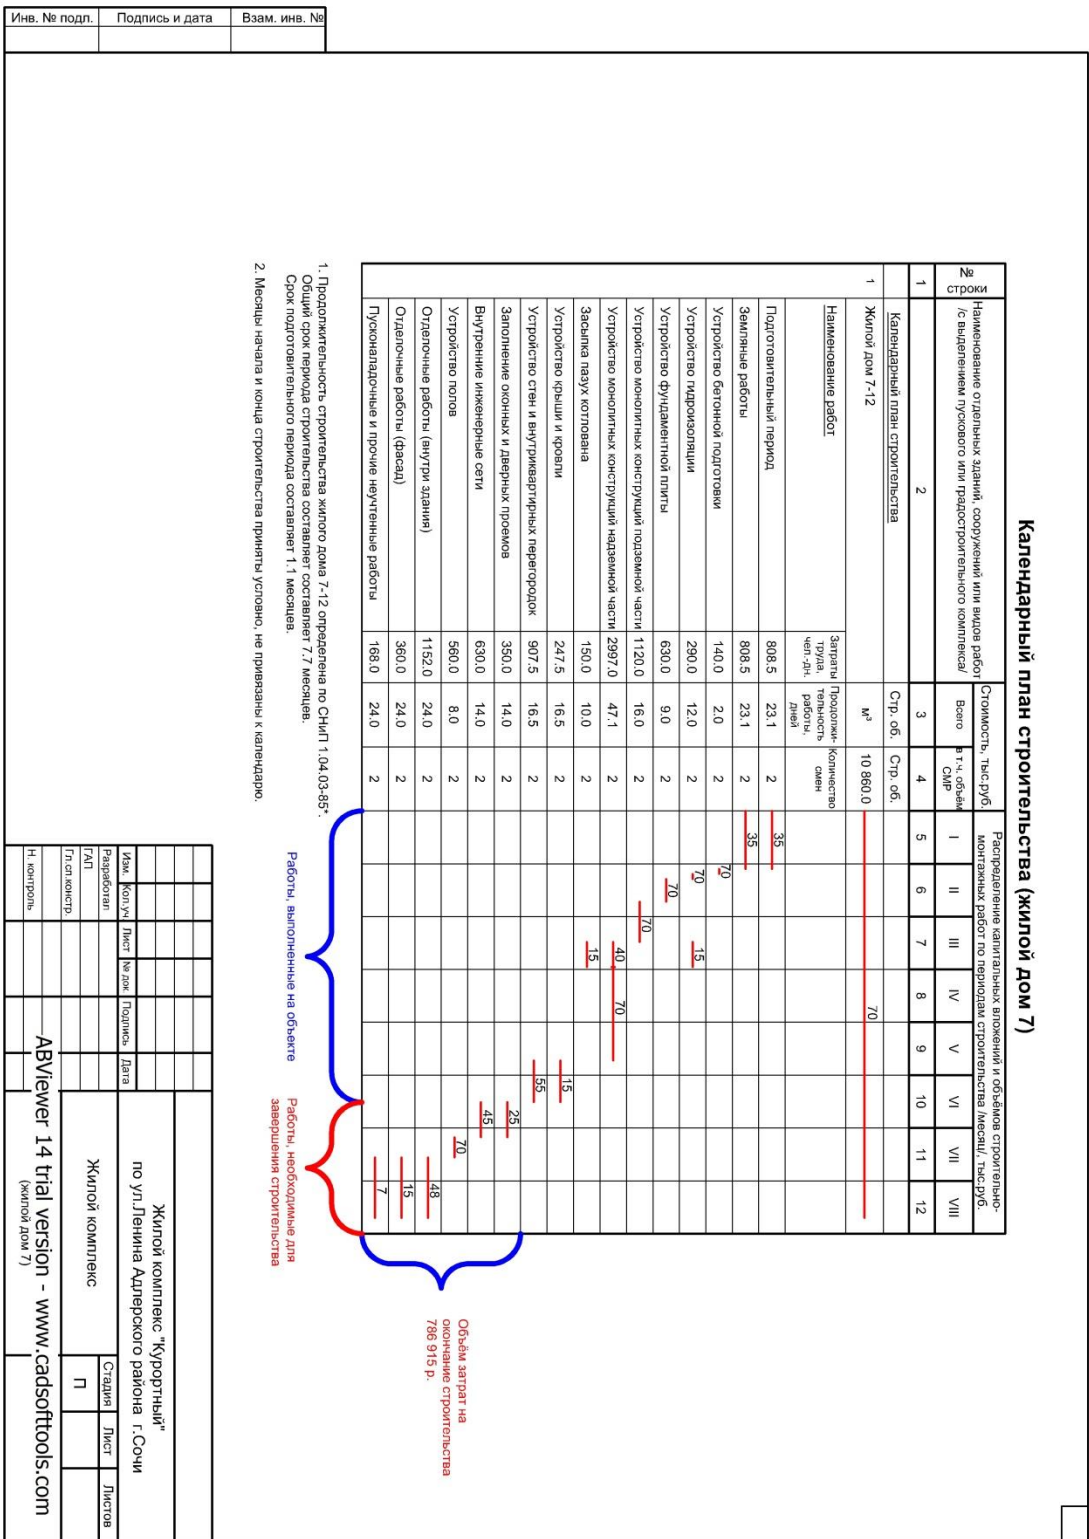 Инв. № подл.
Подпись и дата
Взам. инв. №
Календарный план строительства (жилой дом 7)
№
строки
Наименование отдельных зданий, сооружений или видов работ
/с выделением пускового или градостроительного комплекса/
Стоимость, тыс.руб.
Всего
в т.ч. объём
СМР
Распределение капитальных вложений и объёмов строительно-
монтажных работ по периодам строительства /месяц/, тыс.руб.
I II III IV V VI VII VIII
1 2 3 4 5 6 7 8 9 10 11 12
Календарный план строительства
Стр. об. Стр. об.
1 Жилой дом 7-12 м³ 10 860.0 70
Наименование работ
Затраты
труда,
чел.-дн.
Продолжи-
тельность
работы,
дней
Количество
смен
Подготовительный период 808.5 23.1 2 35
Земляные работы 808.5 23.1 2 35
Устройство бетонной подготовки 140.0 2.0 2 70
Устройство гидроизоляции 290.0 12.0 2 70 15
Устройство фундаментной плиты 630.0 9.0 2 70
Устройство монолитных конструкций подземной части 1120.0 16.0 2 70
Устройство монолитных конструкций надземной части 2997.0 47.1 2 40 70
Засыпка пазух котлована 150.0 10.0 2 15
Устройство крыши и кровли 247.5 16.5 2 15
Устройство стен и внутриквартирных перегородок 907.5 16.5 2 55
Заполнение оконных и дверных проемов 350.0 14.0 2 25
Внутренние инженерные сети 630.0 14.0 2 45
Устройство полов 560.0 8.0 2 70
Отделочные работы (внутри здания) 1152.0 24.0 2 48
Отделочные работы (фасад) 360.0 24.0 2 15
Пусконаладочные и прочие неучтенные работы 168.0 24.0 2 7
1. Продолжительность строительства жилого дома 7-12 определена по СНиП 1.04.03-85*.
Общий срок периода строительства составляет составляет 7.7 месяцев.
Срок подготовительного периода составляет 1.1 месяцев.
2. Месяцы начала и конца строительства приняты условно, не привязаны к календарю.
Работы, выполненные на объекте
Работы, необходимые для
завершения строительства
Объём затрат на
окончание строительства
786 915 р.
Изм. Кол.уч Лист № док. Подпись Дата
Разработал
ГАП
Гл.сп.констр.
Н. контроль
Жилой комплекс "Курортный"
по ул.Ленина Адлерского района г.Сочи
Жилой комплекс
Стадия Лист Листов
П
ABViewer 14 trial version - www.cadsofttools.com
(жилой дом 7)